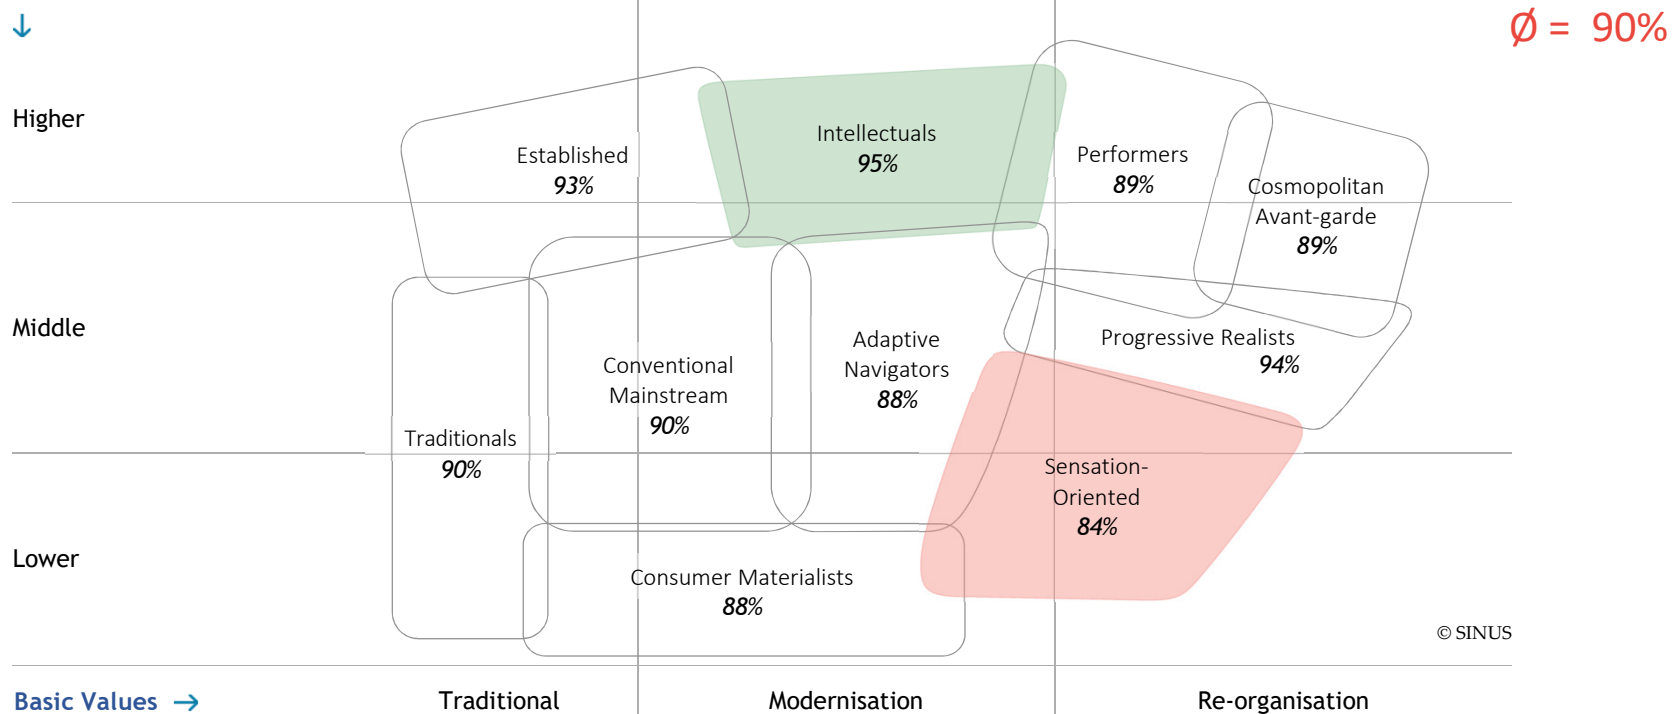 ↓
Ø = 90%
Higher
Established
93%
Intellectuals
95%
Performers
89%
Cosmopolitan
Avant-garde
89%
Middle
Conventional
Mainstream
90%
Adaptive
Navigators
88%
Progressive Realists
94%
Traditionals
90%
Sensation-
Oriented
84%
Lower
Consumer Materialists
88%
© SINUS
Basic Values →
Traditional
Modernisation
Re-organisation